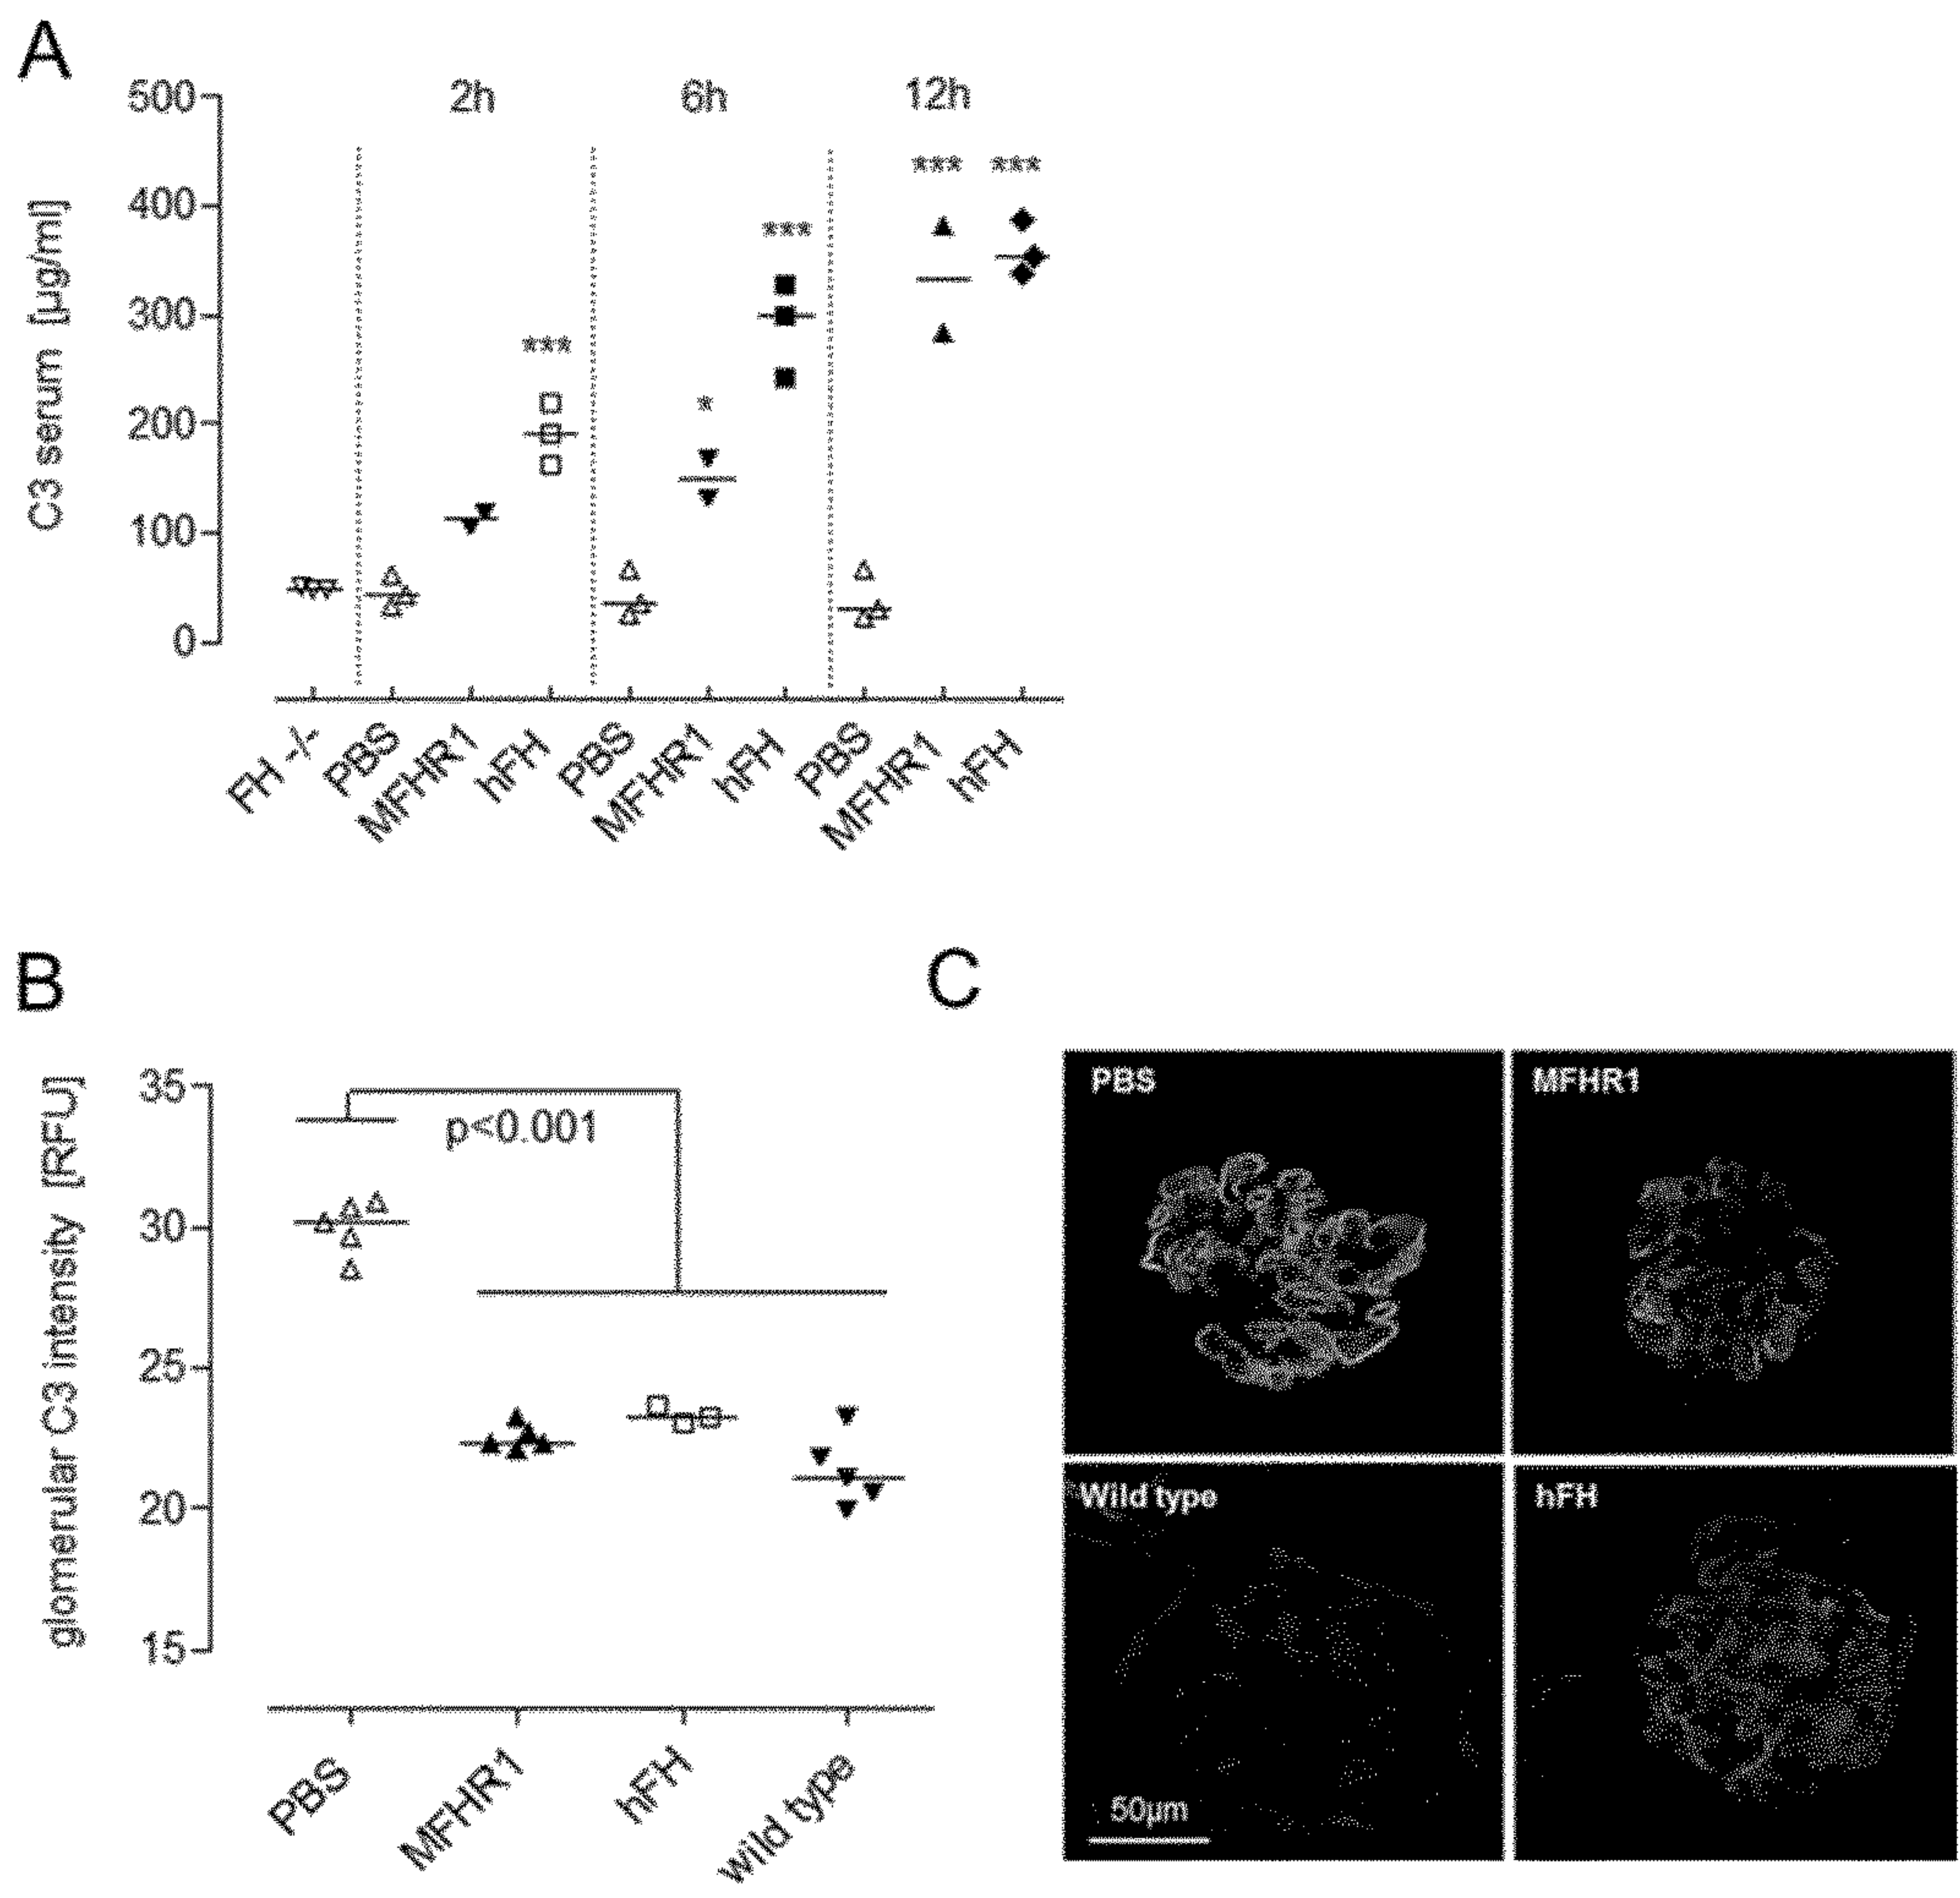 A
500
400
300
200
100
0
C3 serum [µg/ml]
2h
6h
12h
***
*
***
***
***
FH -/-
PBS
MFHR1
hFH
PBS
MFHR1
hFH
PBS
MFHR1
hFH
B
35
30
25
20
15
glomerular C3 intensity [RFU]
p<0.001
PBS
MFHR1
hFH
wild type
C
PBS
MFHR1
Wild type
hFH
50µm